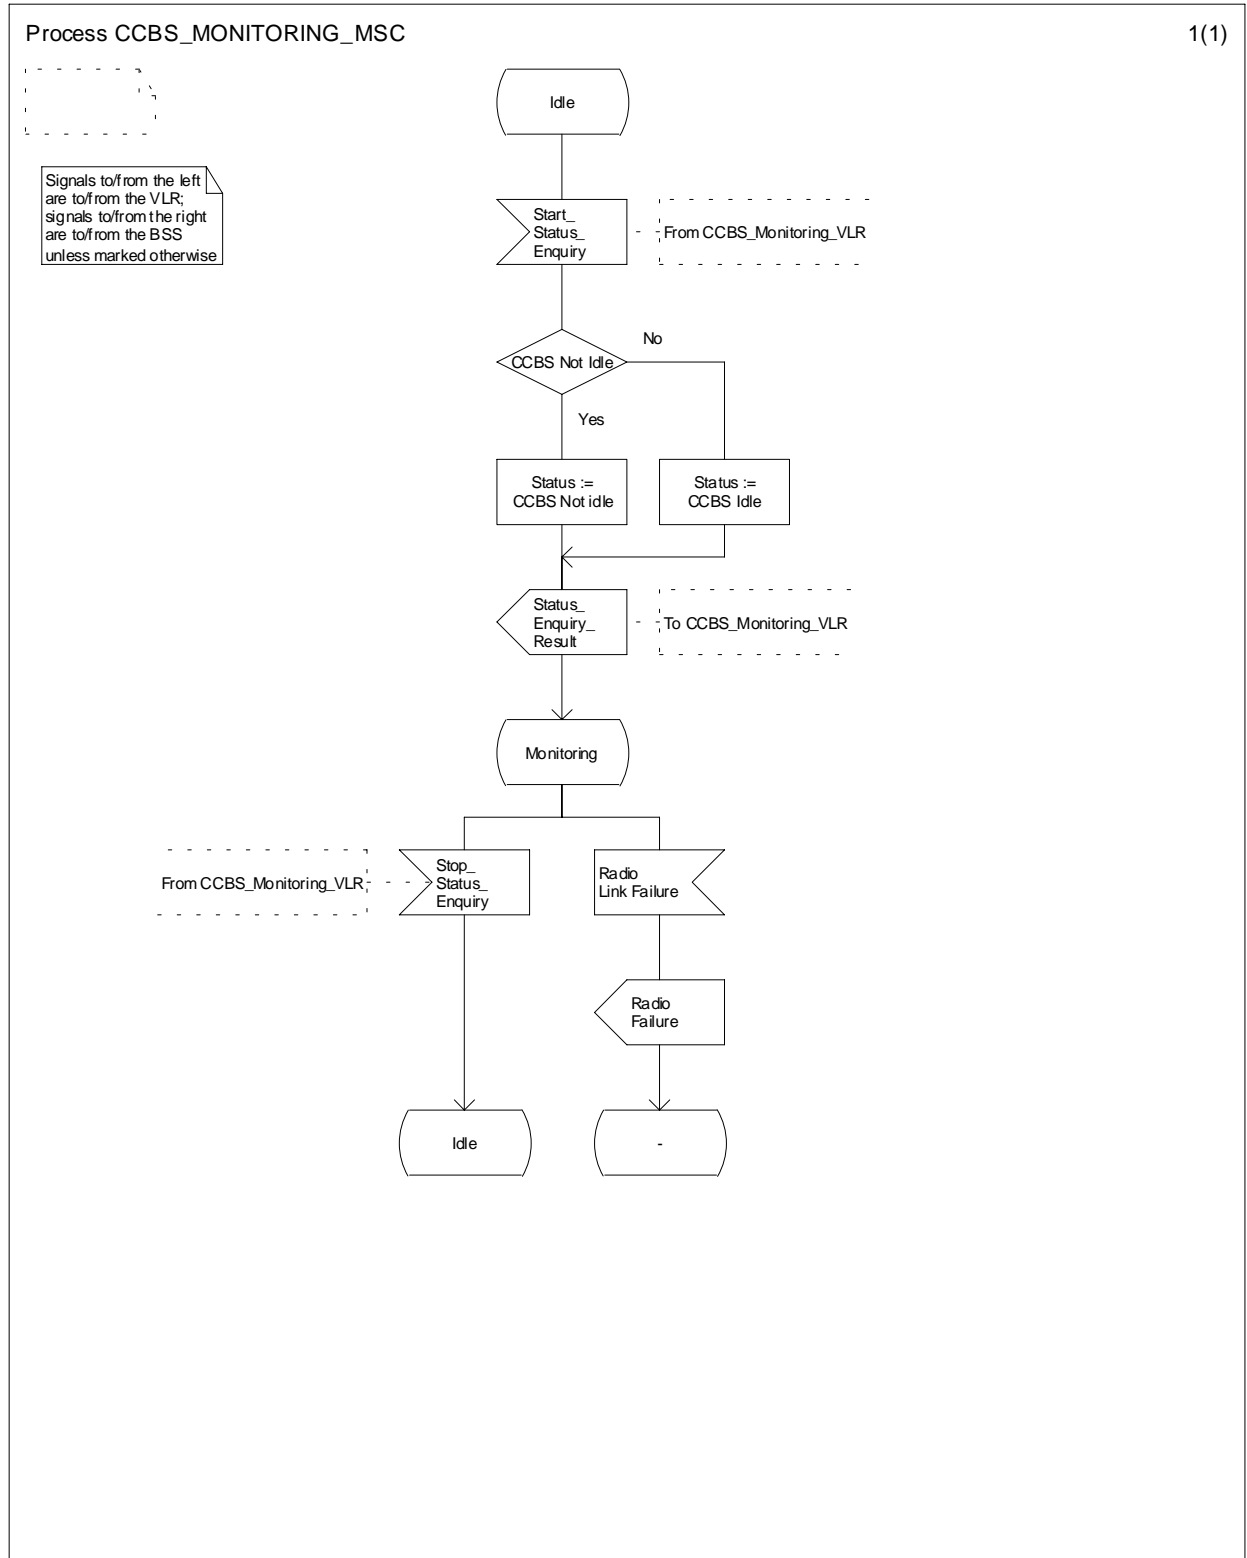 Process CCBS_MONITORING_MSC
1(1)
Idle
Signals to/from the left
are to/from the VLR;
signals to/from the right
are to/from the BSS
unless marked otherwise
Start_
Status_
Enquiry
From CCBS_Monitoring_VLR
CCBS Not Idle
No
Yes
Status :=
CCBS Not idle
Status :=
CCBS Idle
Status_
Enquiry_
Result
To CCBS_Monitoring_VLR
Monitoring
From CCBS_Monitoring_VLR
Stop_
Status_
Enquiry
Radio
Link Failure
Radio
Failure
Idle
-